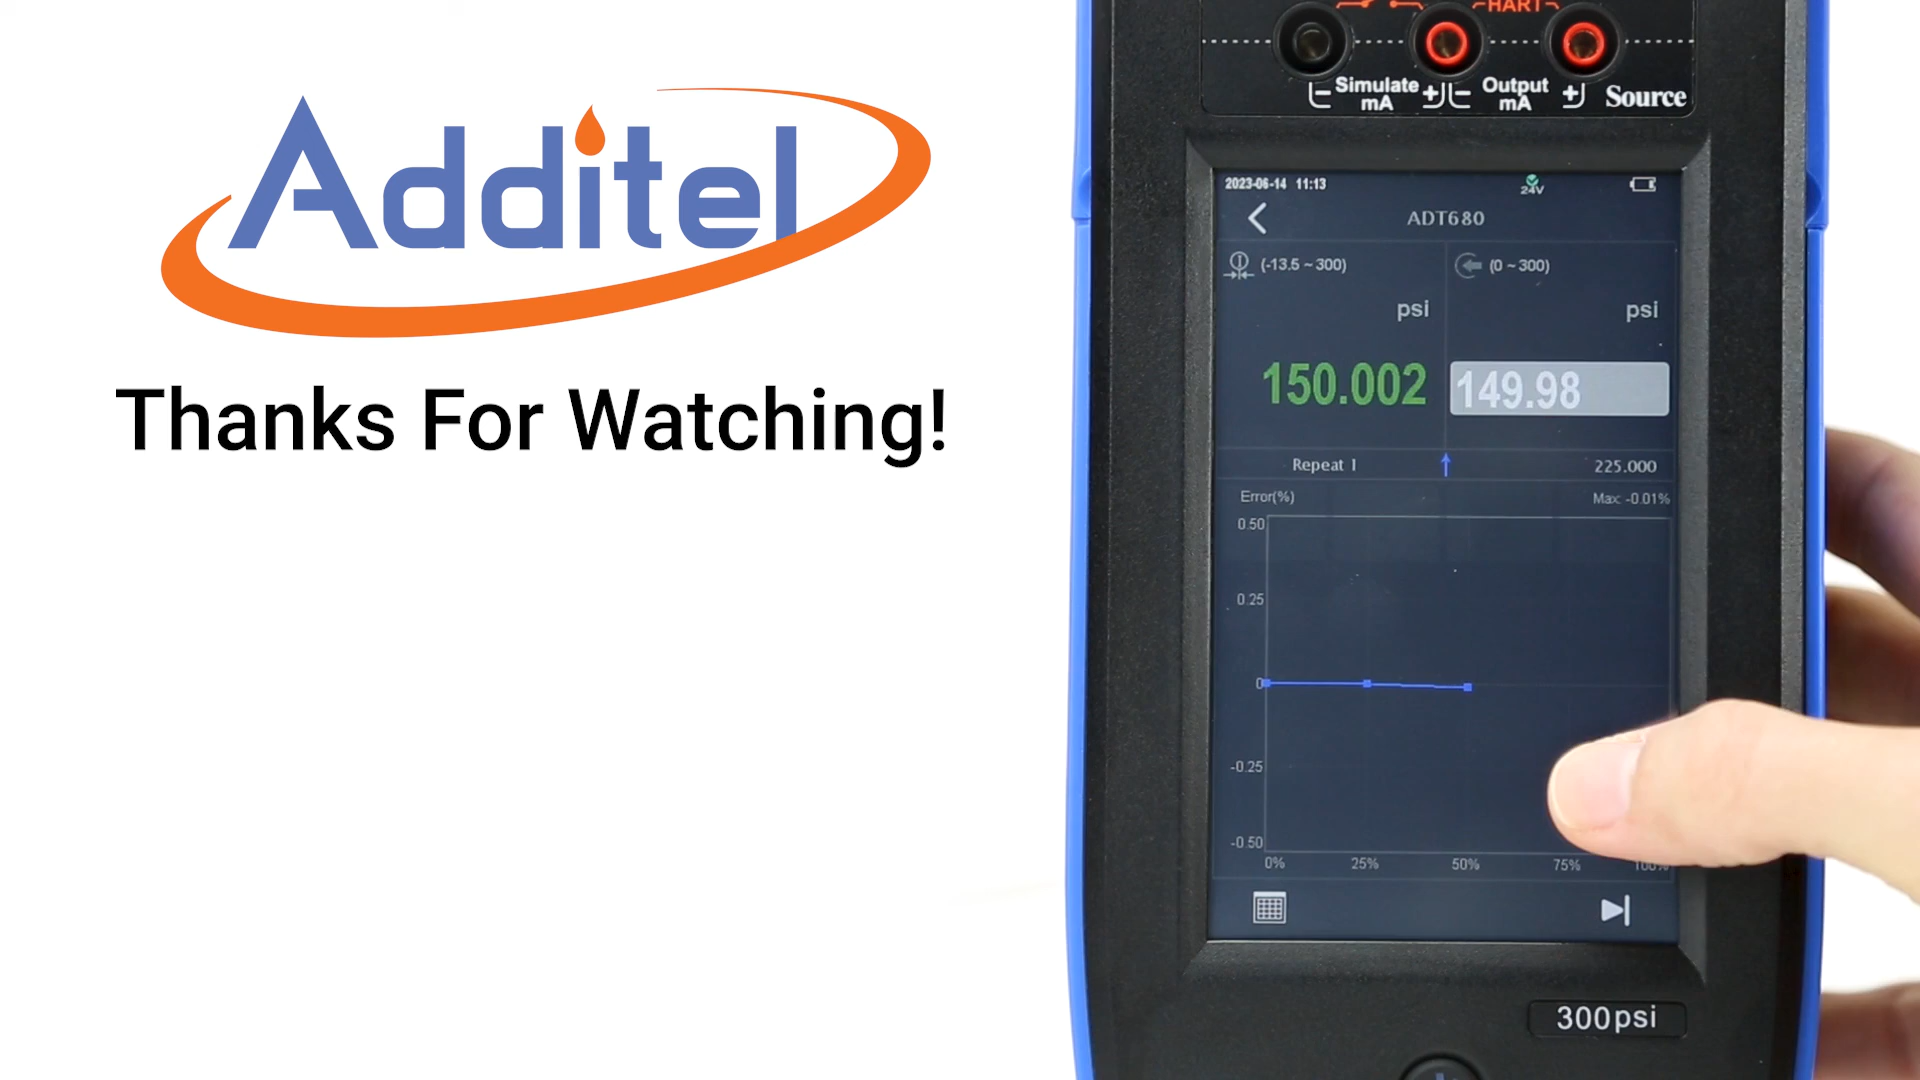 Additel
Thanks For Watching!
HART
Simulate
mA
Output
mA
Source
2023-06-14 11:13
24V
ADT680
(-13.5 ~ 300)
(0 ~ 300)
psi
psi
150.002
149.98
Repeat 1
225.000
Error(%)
Max: -0.01%
0.50
0.25
0
-0.25
-0.50
0%
25%
50%
75%
100%
300psi